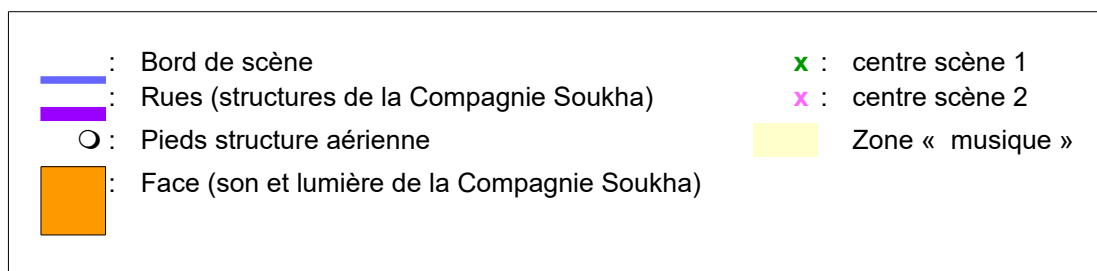 : Bord de scène x : centre scène 1
: Rues (structures de la Compagnie Soukha) x : centre scène 2
: Pieds structure aérienne Zone « musique »
: Face (son et lumière de la Compagnie Soukha)